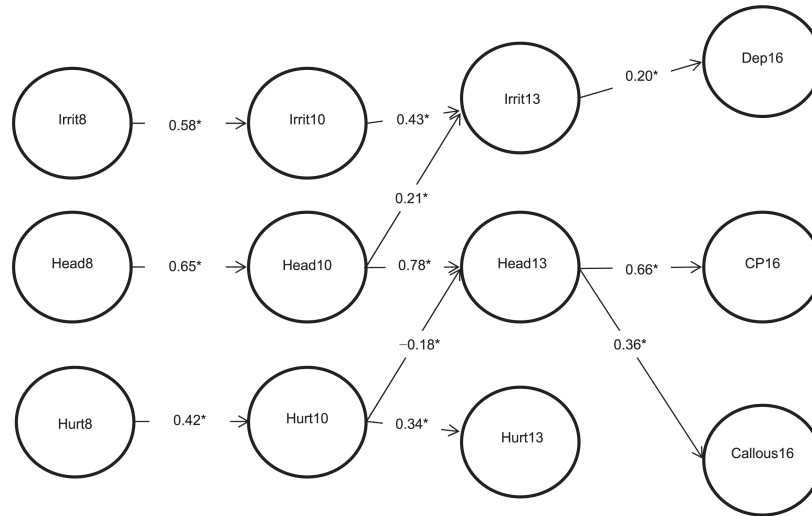 Dep16
0.20*
Irrit13
Irrit8
0.58*
Irrit10
0.43*
0.21*
Head8
0.65*
Head10
0.78*
Head13
0.66*
CP16
−0.18*
0.36*
Hurt8
0.42*
Hurt10
0.34*
Hurt13
Callous16